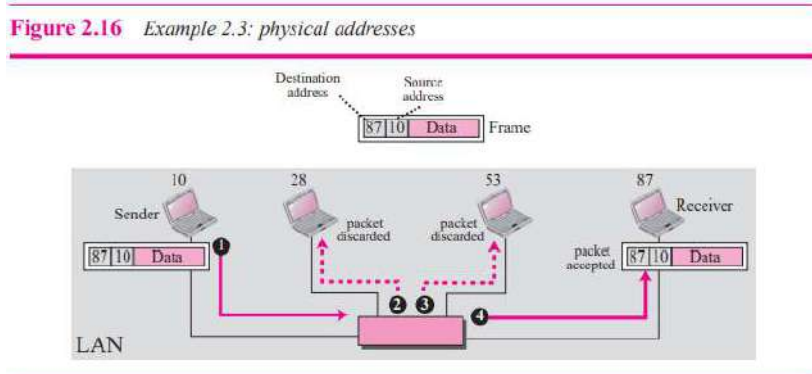 Figure 2.16 Example 2.3: physical addresses
Destination
address
Source
address
87 10 Data Frame
10 28 53 87
Sender
Receiver
packet
discarded
packet
discarded
1
87 10 Data
packet
accepted
87 10 Data
2 3 4
LAN